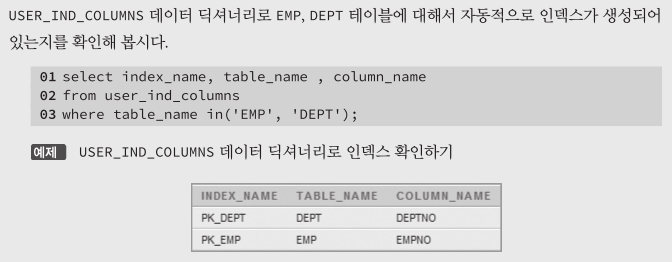 USER_IND_COLUMNS 데이터 딕셔너리로 EMP, DEPT 테이블에 대해서 자동적으로 인덱스가 생성되어
있는지를 확인해 봅시다.
01 select index_name, table_name , column_name
02 from user_ind_columns
03 where table_name in('EMP', 'DEPT');
예제 USER_IND_COLUMNS 데이터 딕셔너리로 인덱스 확인하기
INDEX_NAME TABLE_NAME COLUMN_NAME
PK_DEPT DEPT DEPTNO
PK_EMP EMP EMPNO